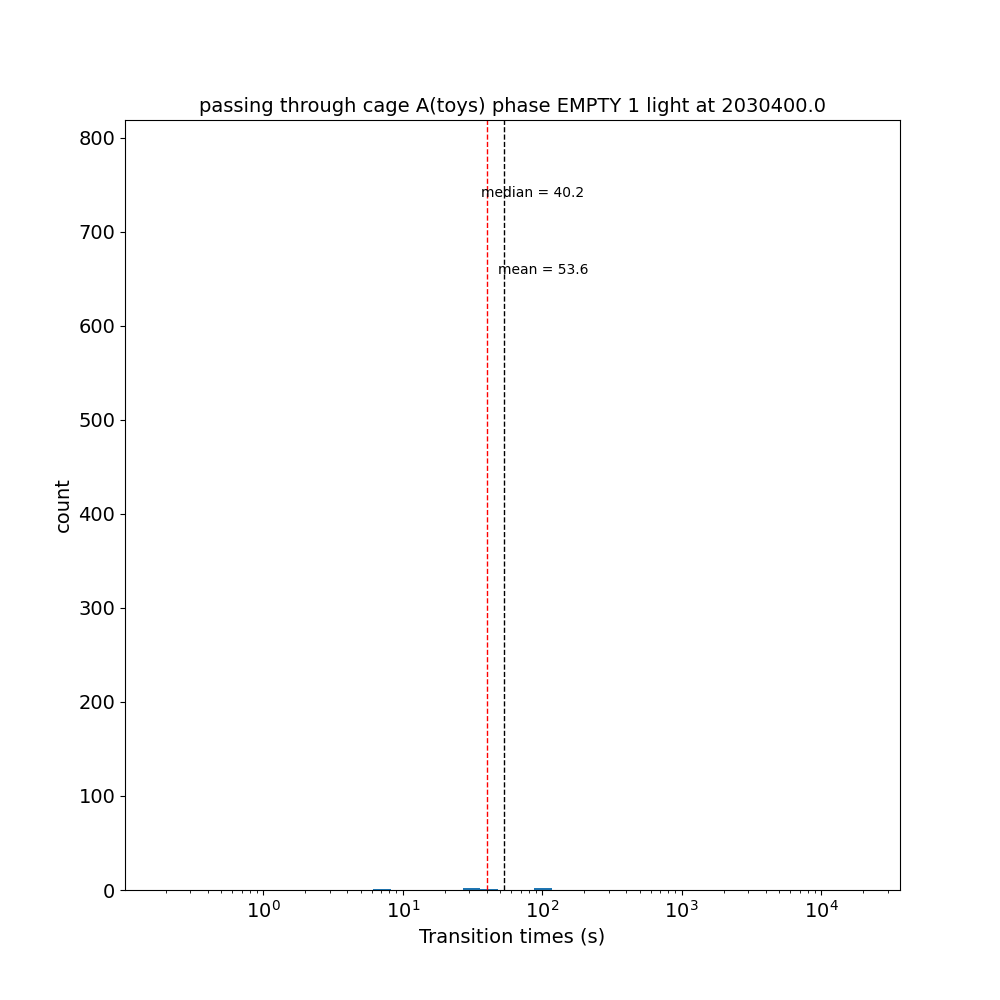 passing through cage A(toys) phase EMPTY 1 light at 2030400.0
800
median = 40.2
700
mean = 53.6
600
500
count
400
300
200
100
0
10⁰ 10¹ 10² 10³ 10⁴
Transition times (s)